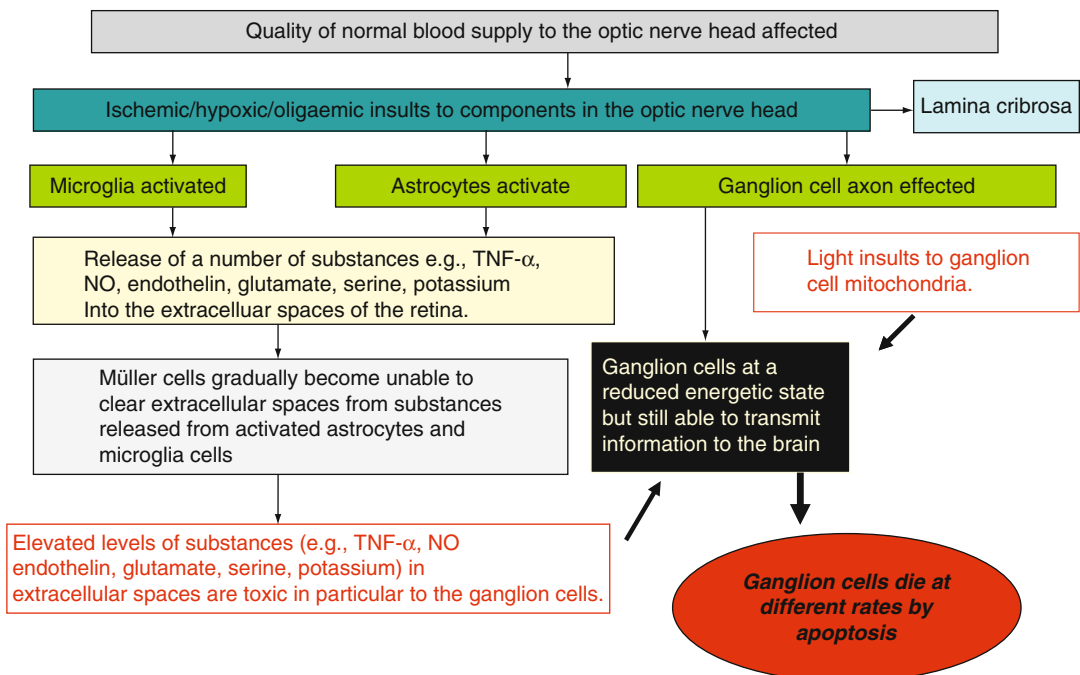 Quality of normal blood supply to the optic nerve head affected
Ischemic/hypoxic/oligaemic insults to components in the optic nerve head
Lamina cribrosa
Microglia activated
Astrocytes activate
Ganglion cell axon effected
Release of a number of substances e.g., TNF-α,
NO, endothelin, glutamate, serine, potassium
Into the extracelluar spaces of the retina.
Light insults to ganglion
cell mitochondria.
Müller cells gradually become unable to
clear extracellular spaces from substances
released from activated astrocytes and
microglia cells
Ganglion cells at a
reduced energetic state
but still able to transmit
information to the brain
Elevated levels of substances (e.g., TNF-α, NO
endothelin, glutamate, serine, potassium) in
extracellular spaces are toxic in particular to the ganglion cells.
Ganglion cells die at
different rates by
apoptosis